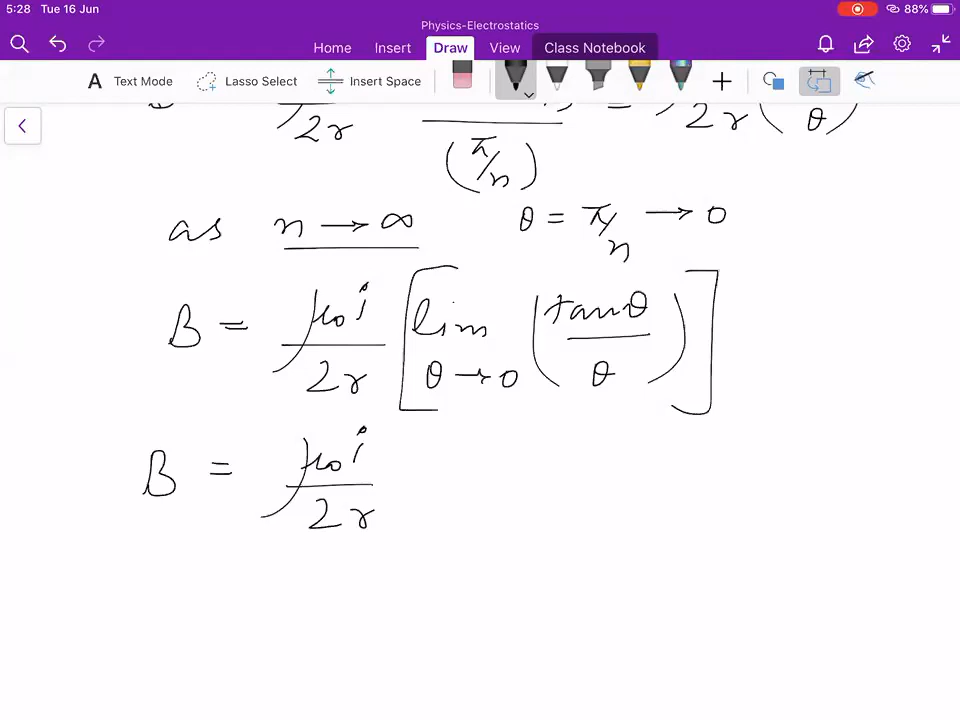 5:28 Tue 16 Jun 88%
Physics-Electrostatics
Home Insert Draw View Class Notebook
A Text Mode Lasso Select Insert Space
2r = 2r ( θ )
(π/n)
as n → ∞ θ = π/n → 0
B = μ₀i / 2r [ lim θ → 0 ( tanθ / θ ) ]
B = μ₀i / 2r